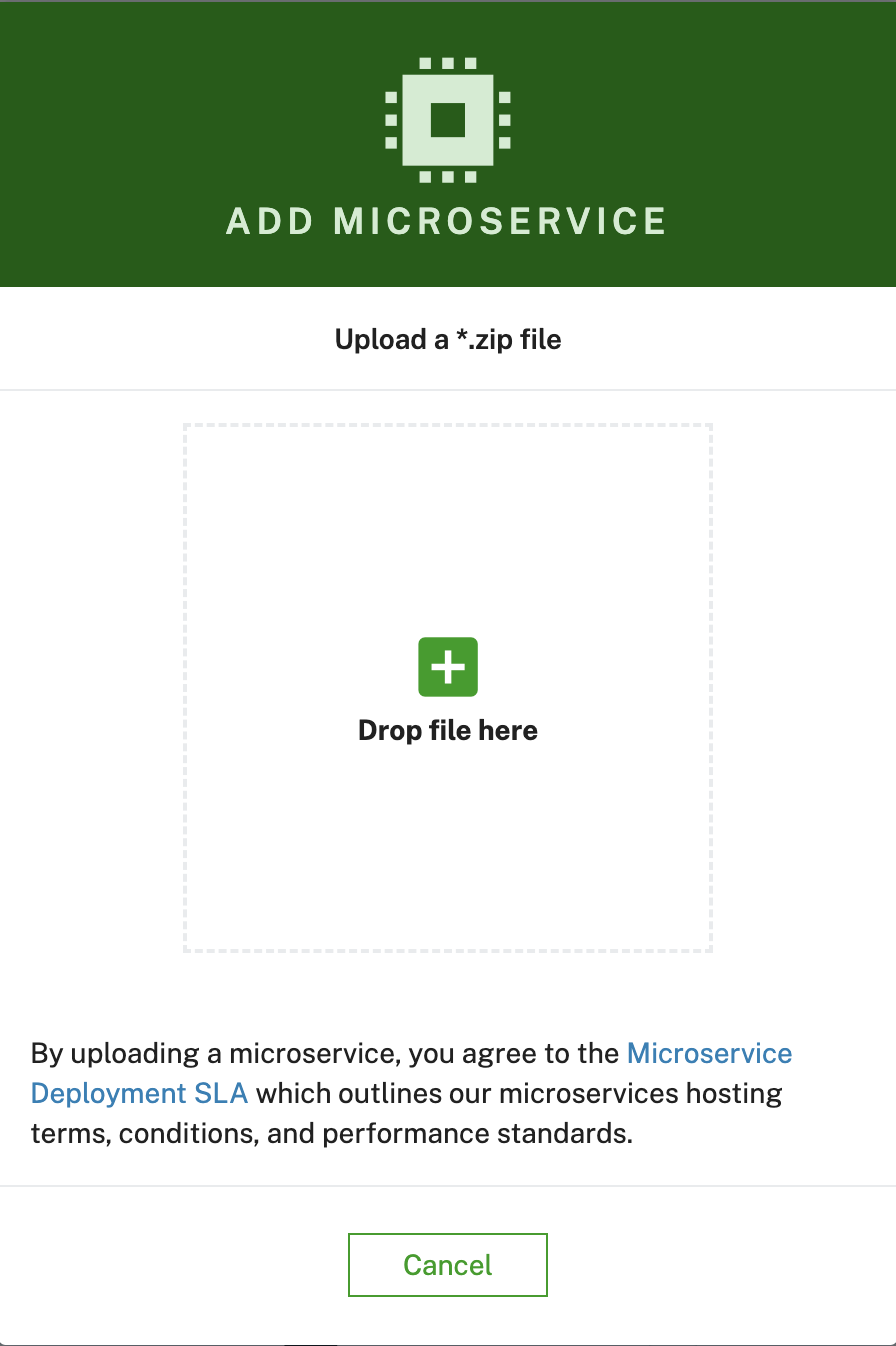 ADD MICROSERVICE
Upload a *.zip file
Drop file here
By uploading a microservice, you agree to the Microservice
Deployment SLA which outlines our microservices hosting
terms, conditions, and performance standards.
Cancel